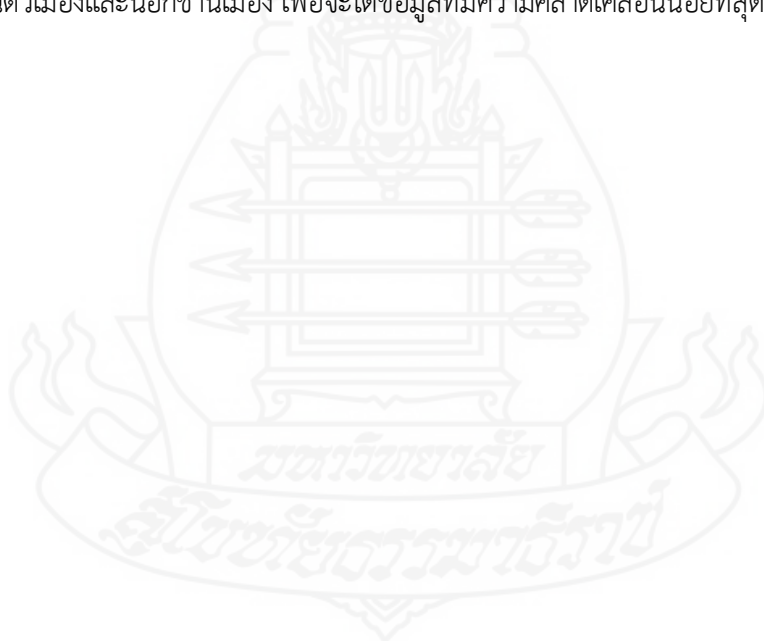 ตัวเมืองและนอกชานเมือง เพื่อจะได้ข้อมูลที่มีความคลาดเคลื่อนน้อยที่สุด
มหาวิทยาลัย
สุโขทัยธรรมาธิราช